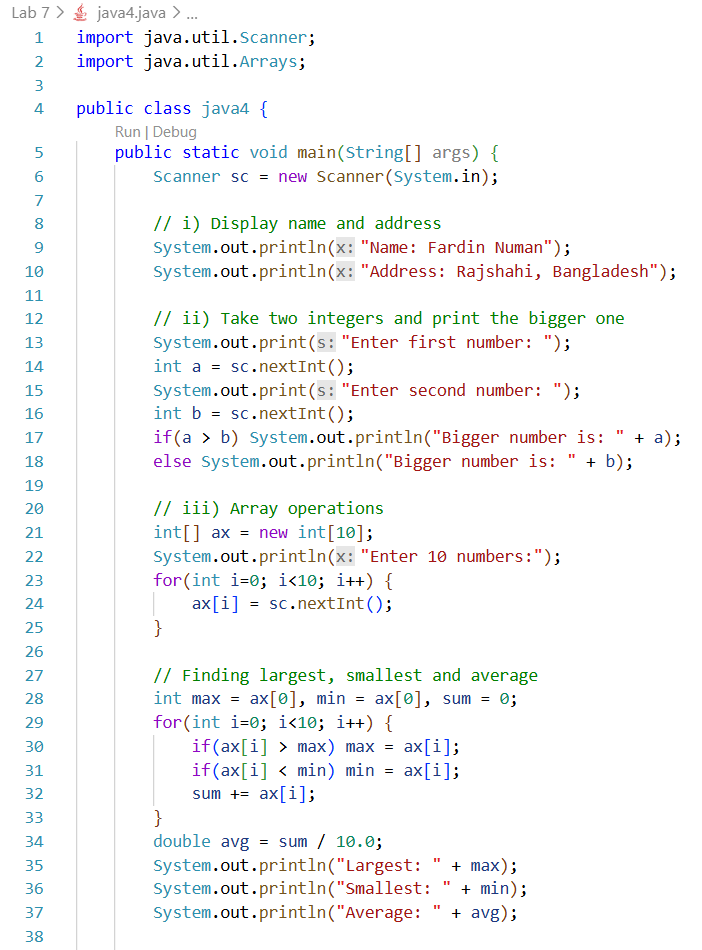 Lab 7 > java4.java > ...
1 import java.util.Scanner;
2 import java.util.Arrays;
3
4 public class java4 {
Run | Debug
5 public static void main(String[] args) {
6 Scanner sc = new Scanner(System.in);
7
8 // i) Display name and address
9 System.out.println(x: "Name: Fardin Numan");
10 System.out.println(x: "Address: Rajshahi, Bangladesh");
11
12 // ii) Take two integers and print the bigger one
13 System.out.print(s: "Enter first number: ");
14 int a = sc.nextInt();
15 System.out.print(s: "Enter second number: ");
16 int b = sc.nextInt();
17 if(a > b) System.out.println("Bigger number is: " + a);
18 else System.out.println("Bigger number is: " + b);
19
20 // iii) Array operations
21 int[] ax = new int[10];
22 System.out.println(x: "Enter 10 numbers:");
23 for(int i=0; i<10; i++) {
24 ax[i] = sc.nextInt();
25 }
26
27 // Finding largest, smallest and average
28 int max = ax[0], min = ax[0], sum = 0;
29 for(int i=0; i<10; i++) {
30 if(ax[i] > max) max = ax[i];
31 if(ax[i] < min) min = ax[i];
32 sum += ax[i];
33 }
34 double avg = sum / 10.0;
35 System.out.println("Largest: " + max);
36 System.out.println("Smallest: " + min);
37 System.out.println("Average: " + avg);
38